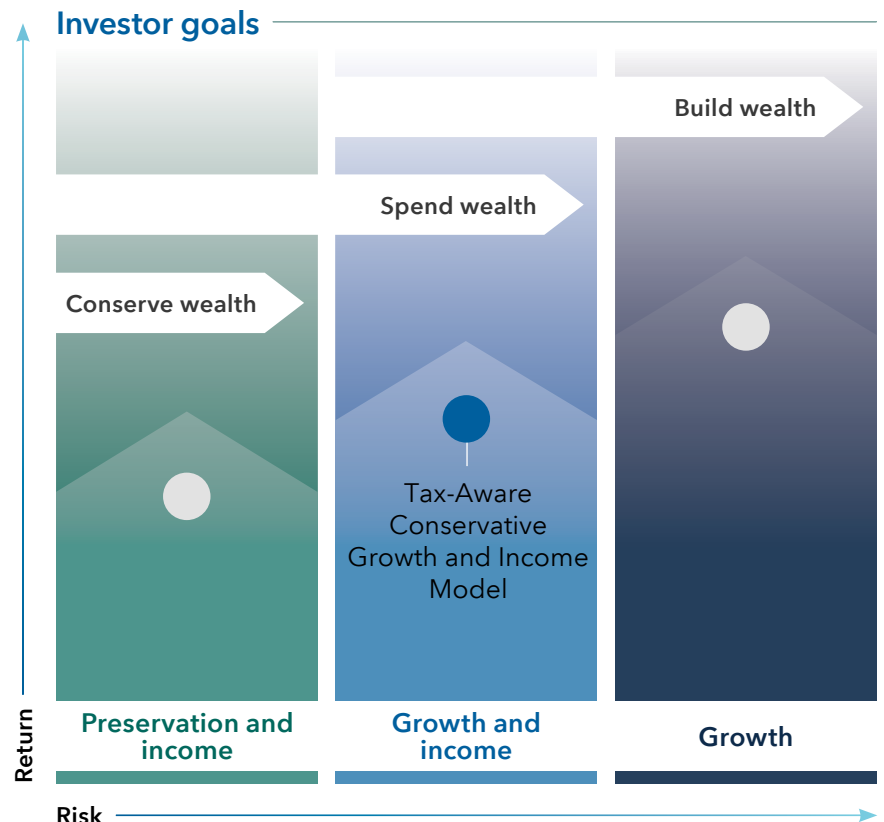 Investor goals
Build wealth
Spend wealth
Conserve wealth
Tax-Aware
Conservative
Growth and Income
Model
Return
Preservation and
income
Growth and
income
Growth
Risk